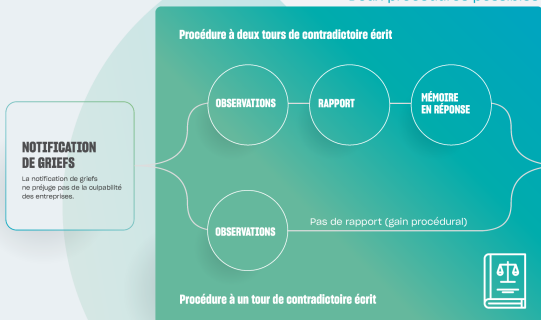 Procédure à deux tours de contradictoire écrit
OBSERVATIONS
RAPPORT
MÉMOIRE
EN RÉPONSE
NOTIFICATION
DE GRIEFS
La notification de griefs
ne préjuge pas de la culpabilité
des entreprises.
OBSERVATIONS
Pas de rapport (gain procédural)
Procédure à un tour de contradictoire écrit